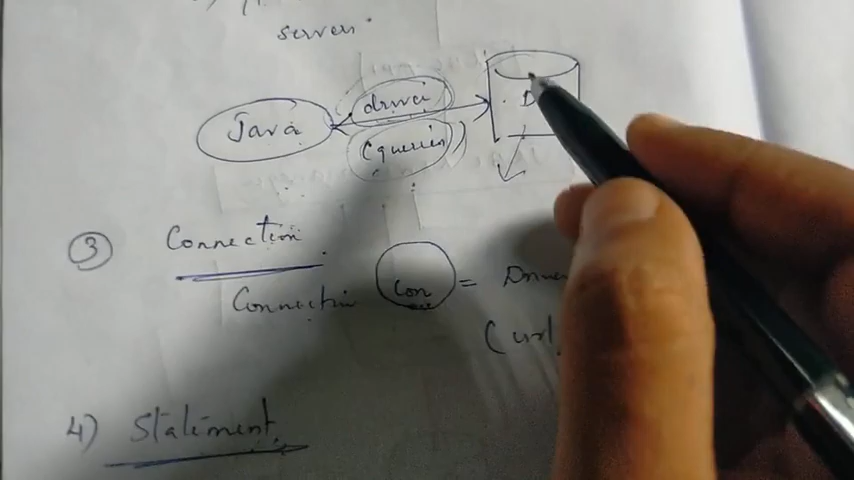 server.
driver
Java
(queries)
D
③ Connection
Connection con = Driver
(url,
4) Statement